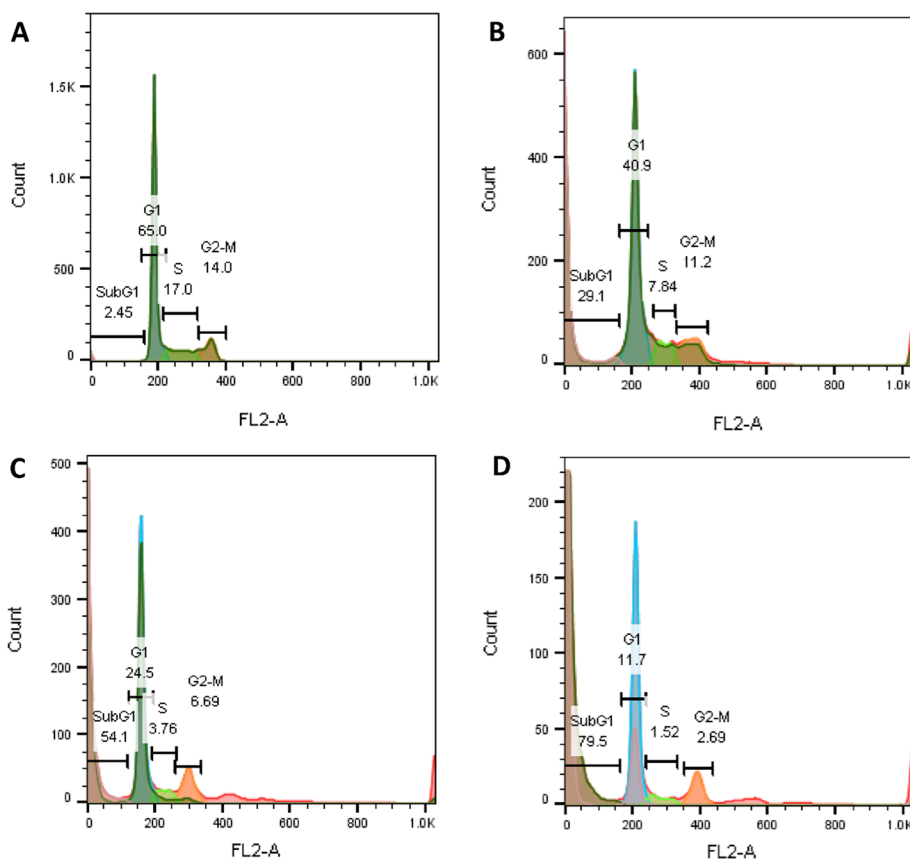 A
1.5K
1.0K
500
0
Count
G1
65.0
S
17.0
G2-M
14.0
SubG1
2.45
0 200 400 600 800 1.0K
FL2-A
B
600
400
200
0
Count
G1
40.9
S
7.84
G2-M
11.2
SubG1
29.1
0 200 400 600 800 1.0K
FL2-A
C
500
400
300
200
100
0
Count
G1
24.5
S
3.76
G2-M
6.69
SubG1
54.1
0 200 400 600 800 1.0K
FL2-A
D
200
150
100
50
0
Count
G1
11.7
S
1.52
G2-M
2.69
SubG1
79.5
0 200 400 600 800 1.0K
FL2-A